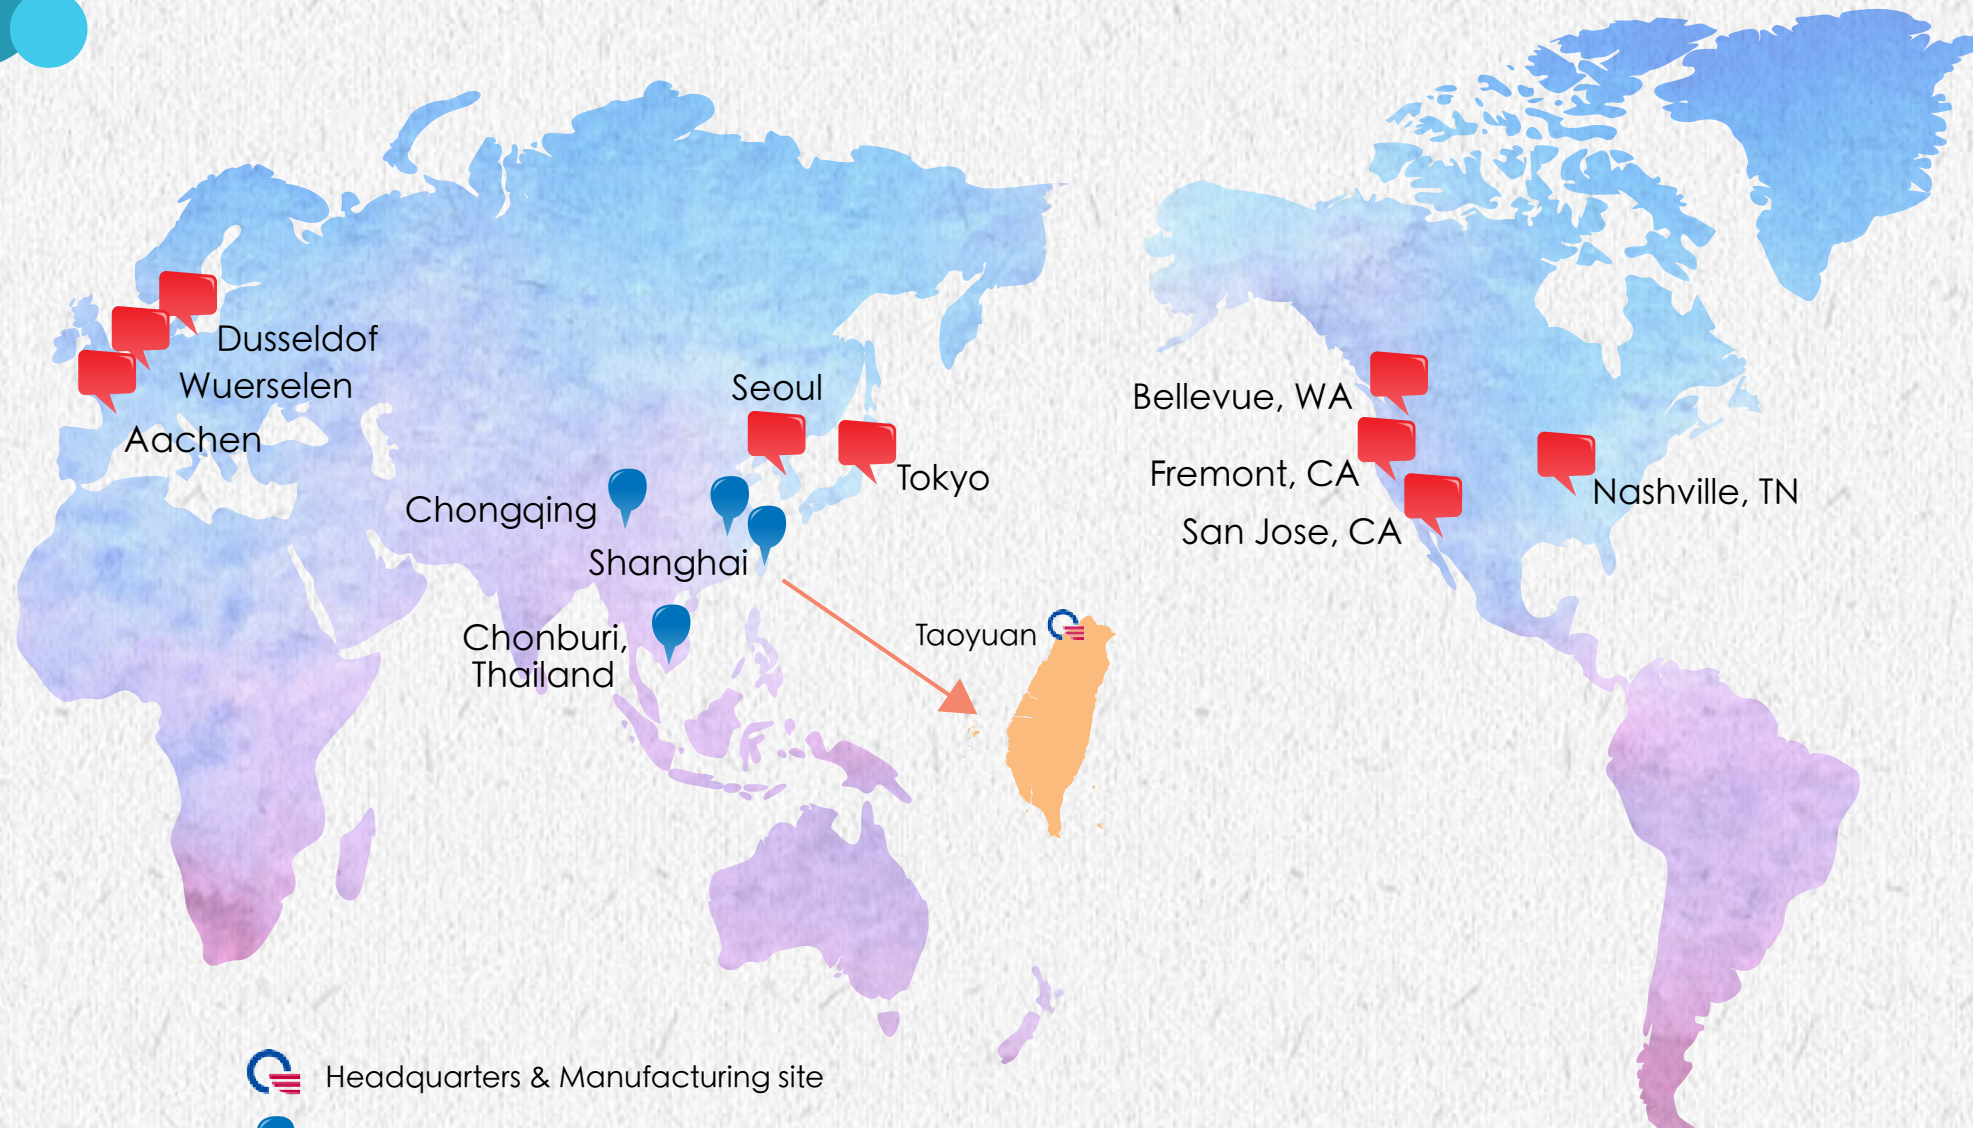 Dusseldof
Wuerselen
Aachen
Seoul
Tokyo
Chongqing
Shanghai
Chonburi,
Thailand
Taoyuan
Bellevue, WA
Fremont, CA
San Jose, CA
Nashville, TN
Headquarters & Manufacturing site